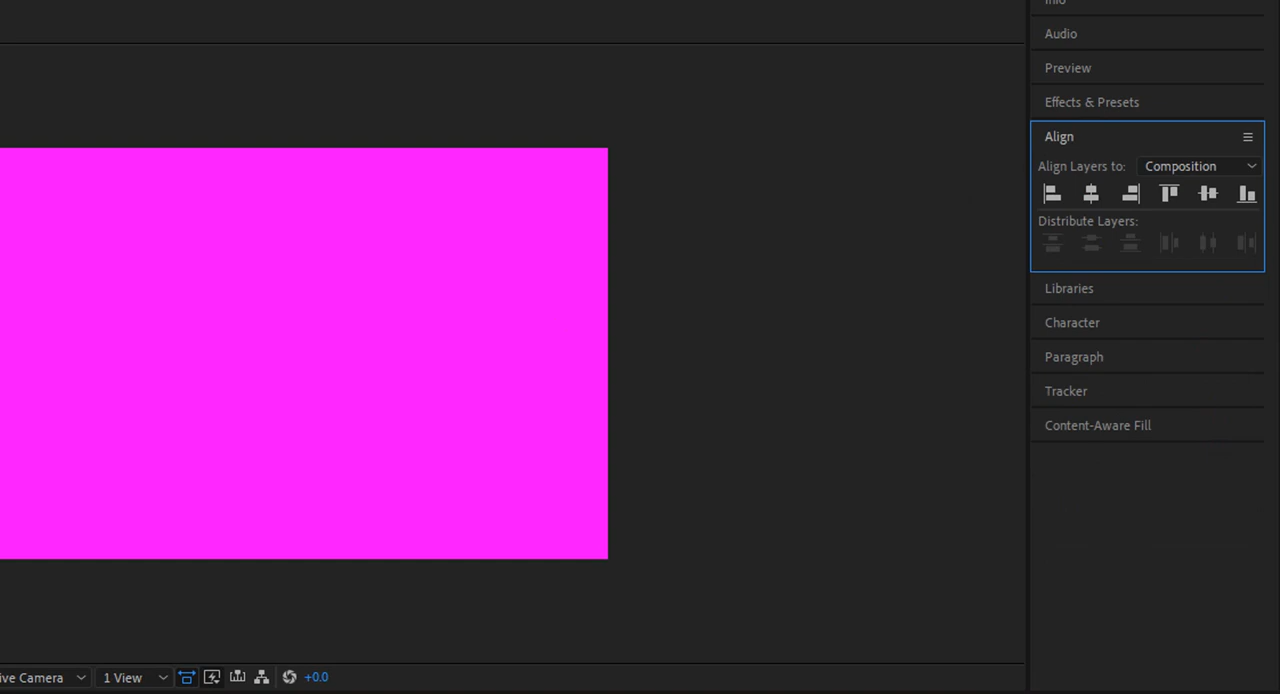 Info
Audio
Preview
Effects & Presets
Align
Align Layers to: Composition
Distribute Layers:
Libraries
Character
Paragraph
Tracker
Content-Aware Fill
ive Camera 1 View +0.0